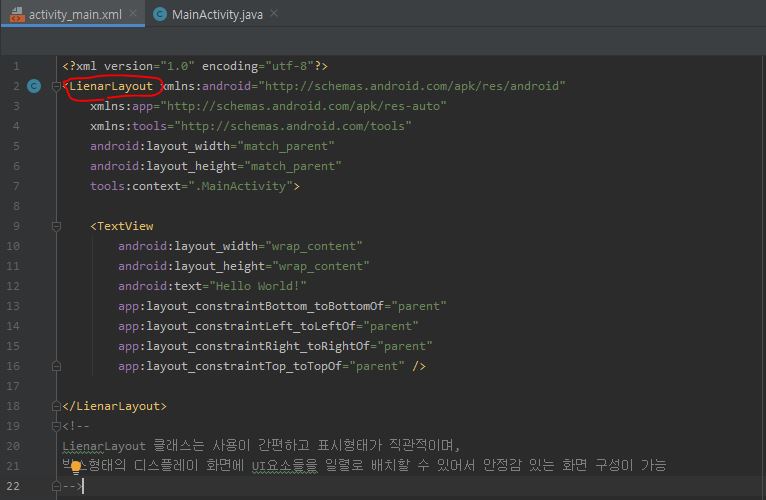 activity_main.xml MainActivity.java
1 <?xml version="1.0" encoding="utf-8"?>
2 <LienarLayout xmlns:android="http://schemas.android.com/apk/res/android"
3 xmlns:app="http://schemas.android.com/apk/res-auto"
4 xmlns:tools="http://schemas.android.com/tools"
5 android:layout_width="match_parent"
6 android:layout_height="match_parent"
7 tools:context=".MainActivity">
8
9 <TextView
10 android:layout_width="wrap_content"
11 android:layout_height="wrap_content"
12 android:text="Hello World!"
13 app:layout_constraintBottom_toBottomOf="parent"
14 app:layout_constraintLeft_toLeftOf="parent"
15 app:layout_constraintRight_toRightOf="parent"
16 app:layout_constraintTop_toTopOf="parent" />
17
18 </LienarLayout>
19 <!--
20 LienarLayout 클래스는 사용이 간편하고 표시형태가 직관적이며,
21 디스플레이 화면에 UI요소들을 일렬로 배치할 수 있어서 안정감 있는 화면 구성이 가능
22 -->